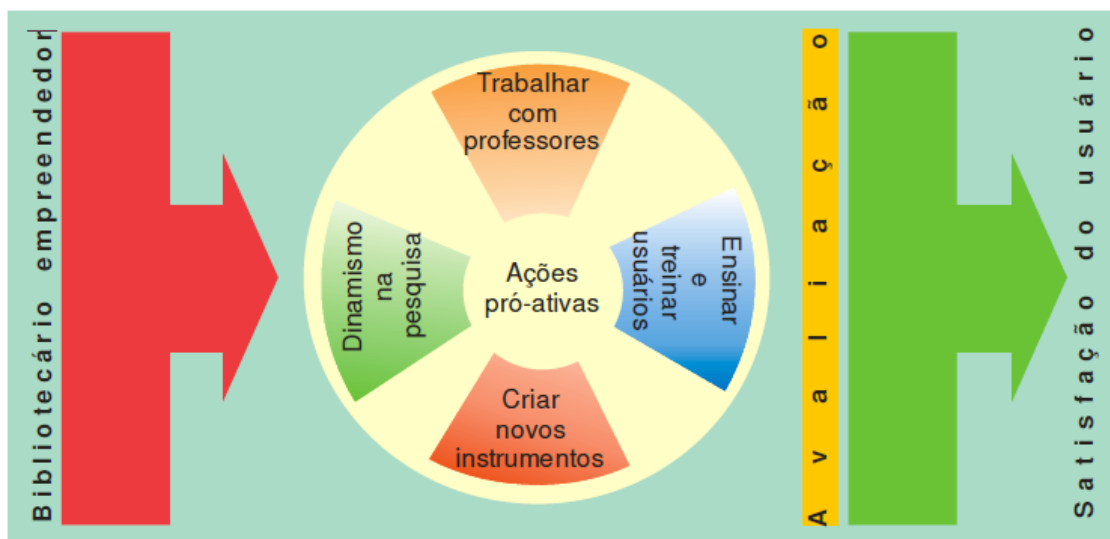 Bibliotecário empreendedor
Trabalhar
com
professores
Dinamismo
na
pesquisa
Ações
pró-ativas
Ensinar
e
treinar
usuários
Criar
novos
instrumentos
Avaliação
Satisfação do usuário